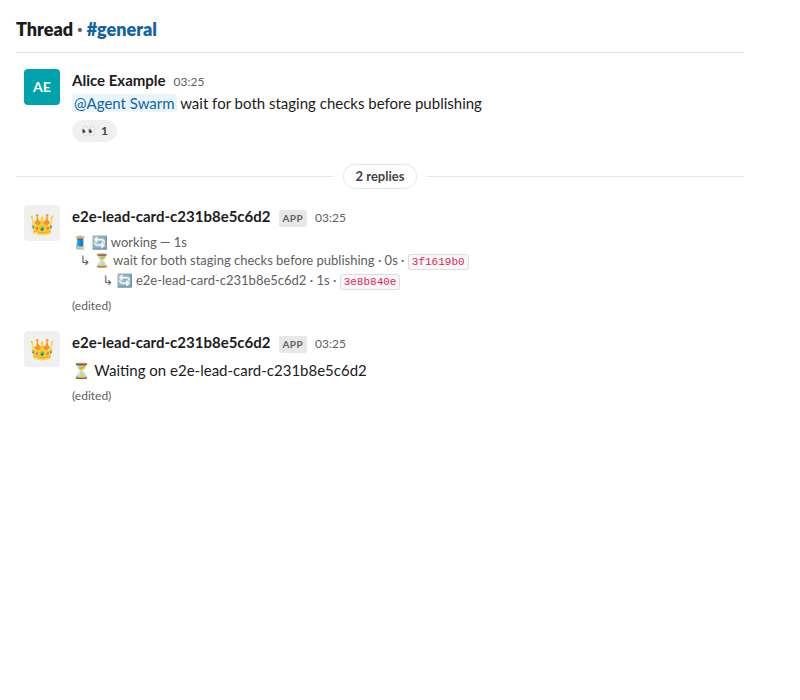 Thread • #general
AE
Alice Example 03:25
@Agent Swarm wait for both staging checks before publishing
👀 1
2 replies
e2e-lead-card-c231b8e5c6d2 APP 03:25
🧵 🔄 working — 1s
↳ ⏳ wait for both staging checks before publishing · 0s · 3f1619b0
↳ 🔄 e2e-lead-card-c231b8e5c6d2 · 1s · 3e8b840e
(edited)
e2e-lead-card-c231b8e5c6d2 APP 03:25
⏳ Waiting on e2e-lead-card-c231b8e5c6d2
(edited)